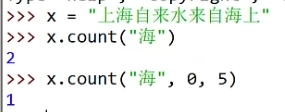 >>> x = "上海自来水来自海上"
>>> x.count("海")
2
>>> x.count("海", 0, 5)
1